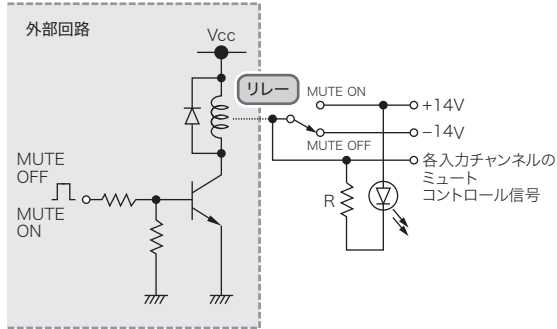 外部回路
Vcc
リレー
MUTE ON
+14V
−14V
MUTE OFF
各入力チャンネルの
ミュート
コントロール信号
R
MUTE
OFF
MUTE
ON